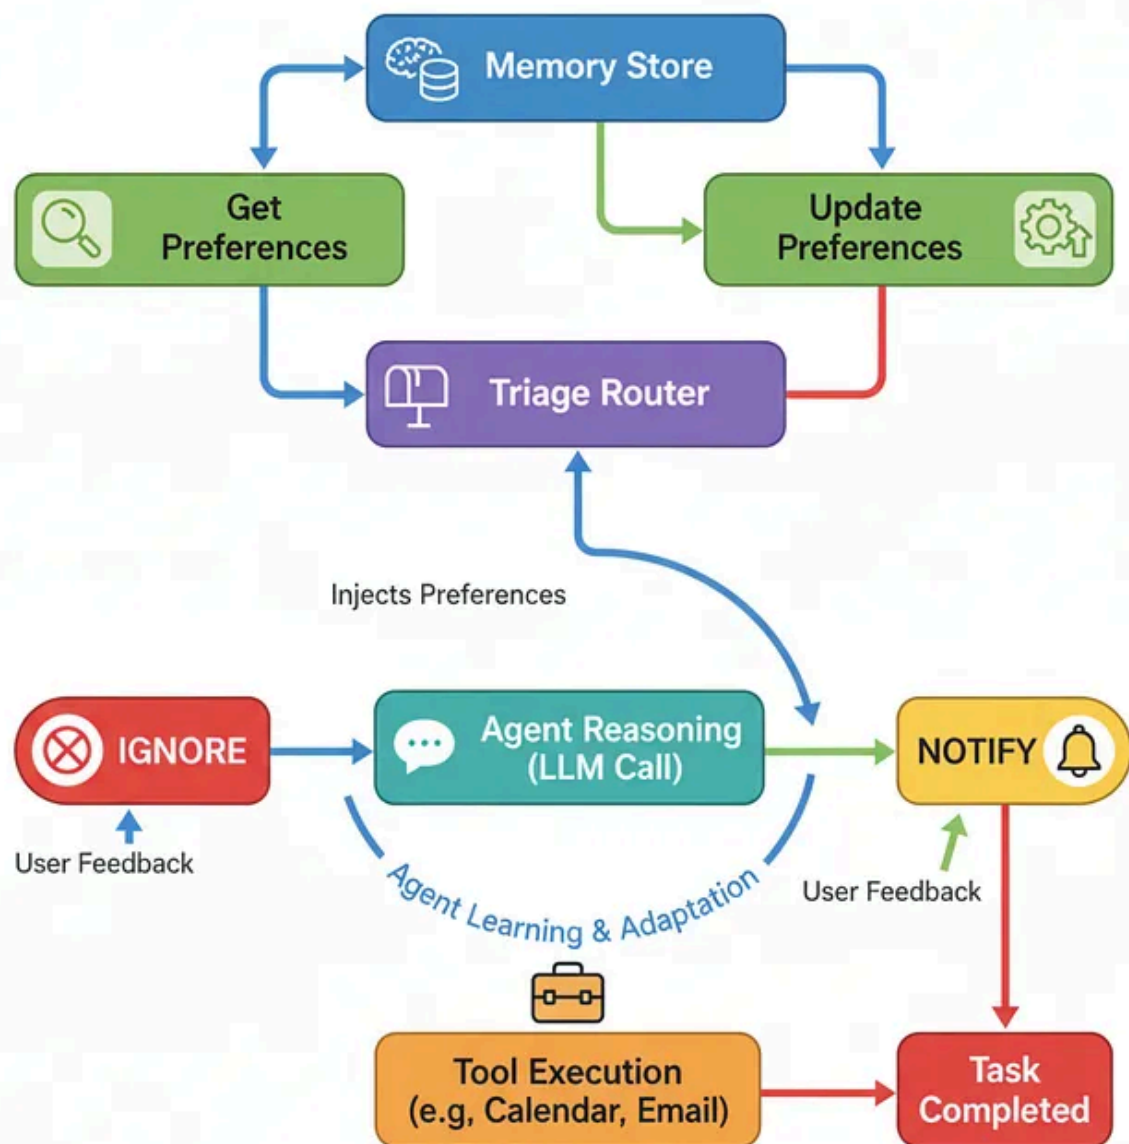 Memory Store
Get
Preferences
Update
Preferences
Triage Router
Injects Preferences
IGNORE
Agent Reasoning
(LLM Call)
NOTIFY
User Feedback
User Feedback
Agent Learning & Adaptation
Tool Execution
(e.g, Calendar, Email)
Task
Completed